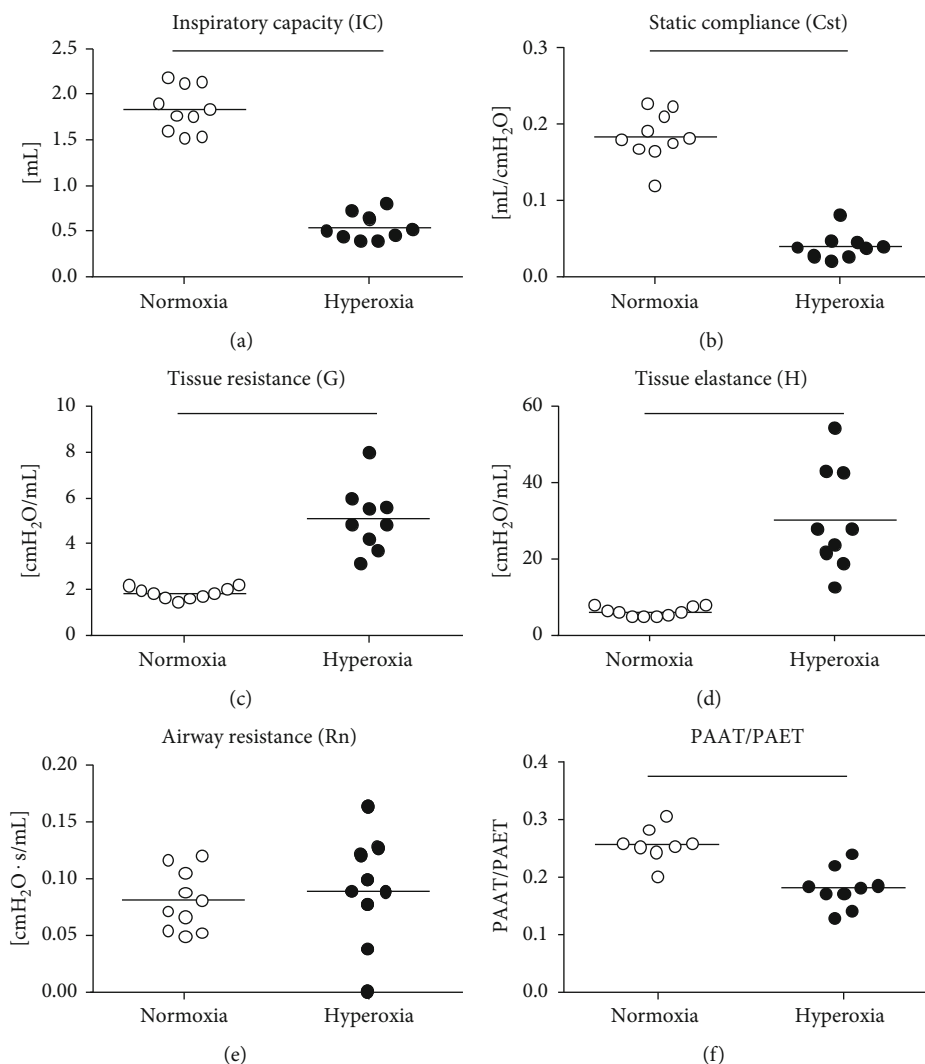 Inspiratory capacity (IC)
2.5
2.0
1.5
1.0
0.5
0.0
[mL]
Normoxia Hyperoxia
(a)
Static compliance (Cst)
0.3
0.2
0.1
0.0
[mL/cmH₂O]
Normoxia Hyperoxia
(b)
Tissue resistance (G)
10
8
6
4
2
0
[cmH₂O/mL]
Normoxia Hyperoxia
(c)
Tissue elastance (H)
60
40
20
0
[cmH₂O/mL]
Normoxia Hyperoxia
(d)
Airway resistance (Rn)
0.20
0.15
0.10
0.05
0.00
[cmH₂O · s/mL]
Normoxia Hyperoxia
(e)
PAAT/PAET
0.4
0.3
0.2
0.1
0.0
PAAT/PAET
Normoxia Hyperoxia
(f)